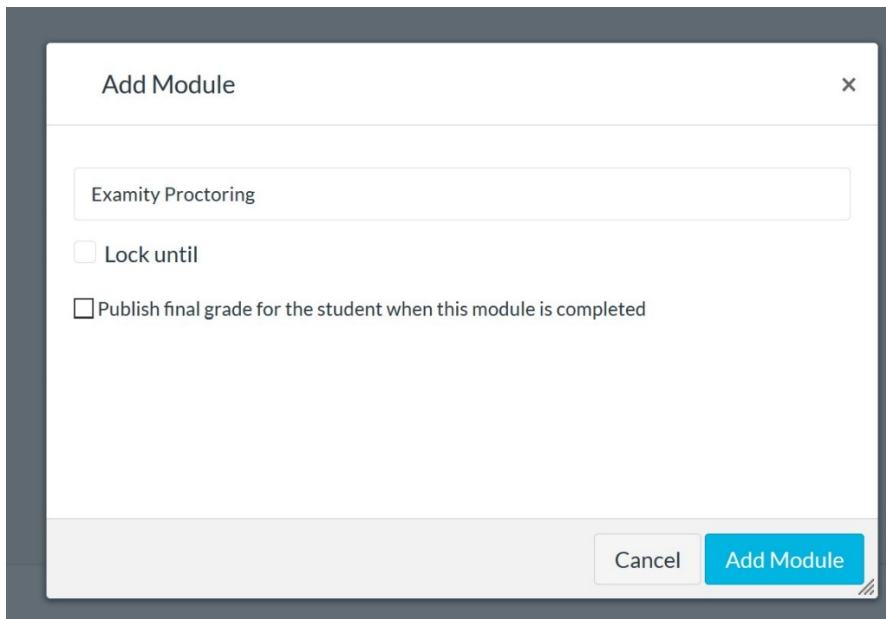 Add Module
Examity Proctoring
Lock until
Publish final grade for the student when this module is completed
Cancel
Add Module